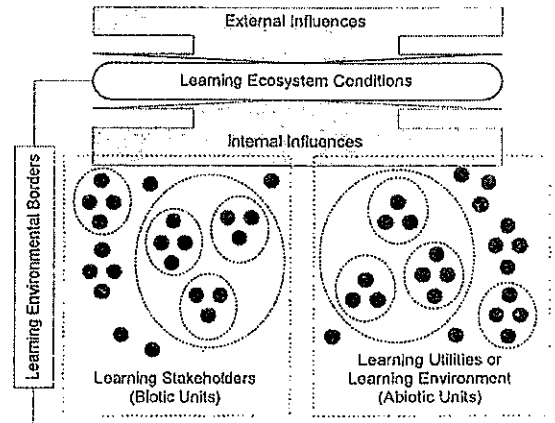 External Influences
Learning Ecosystem Conditions
Internal Influences
Learning Environmental Borders
Learning Stakeholders
(Biotic Units)
Learning Utilities or
Learning Environment
(Abiotic Units)